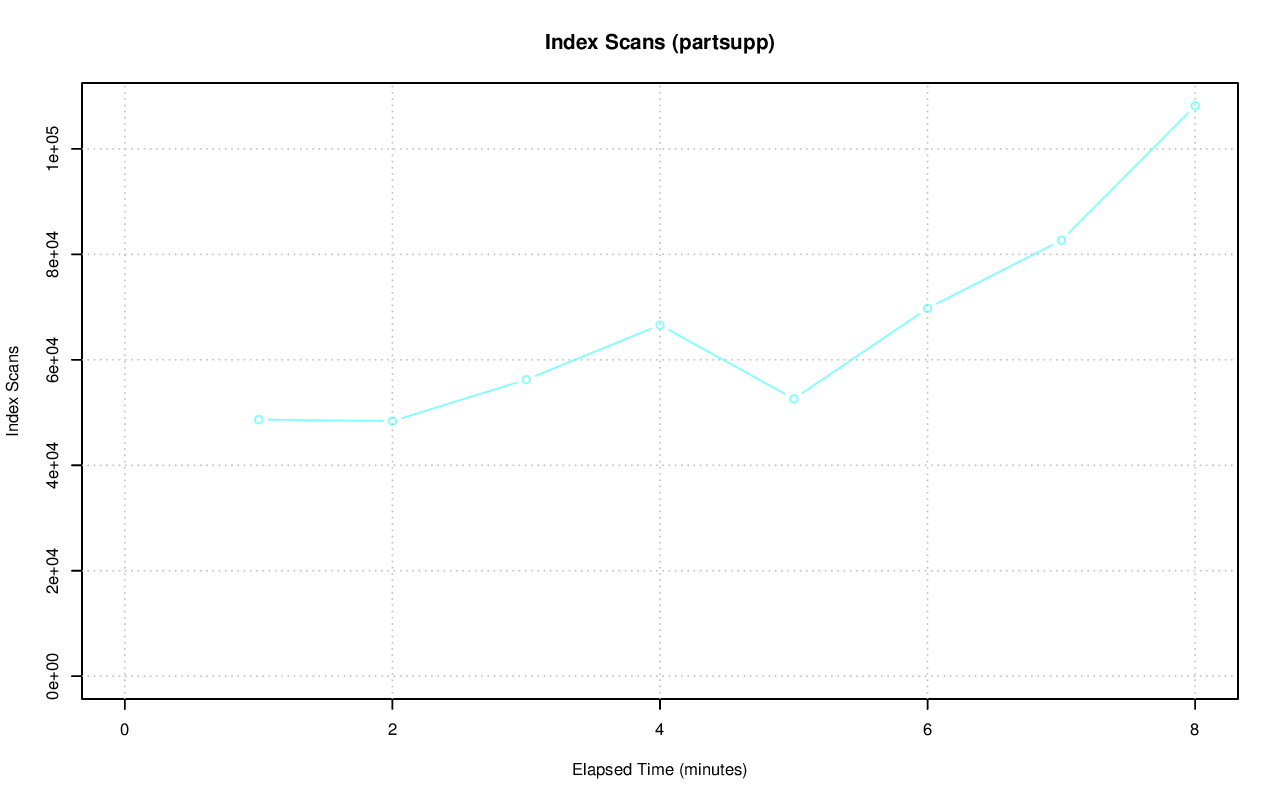 Index Scans (partsupp)
Index Scans
1e+05
8e+04
6e+04
4e+04
2e+04
0e+00
0 2 4 6 8
Elapsed Time (minutes)